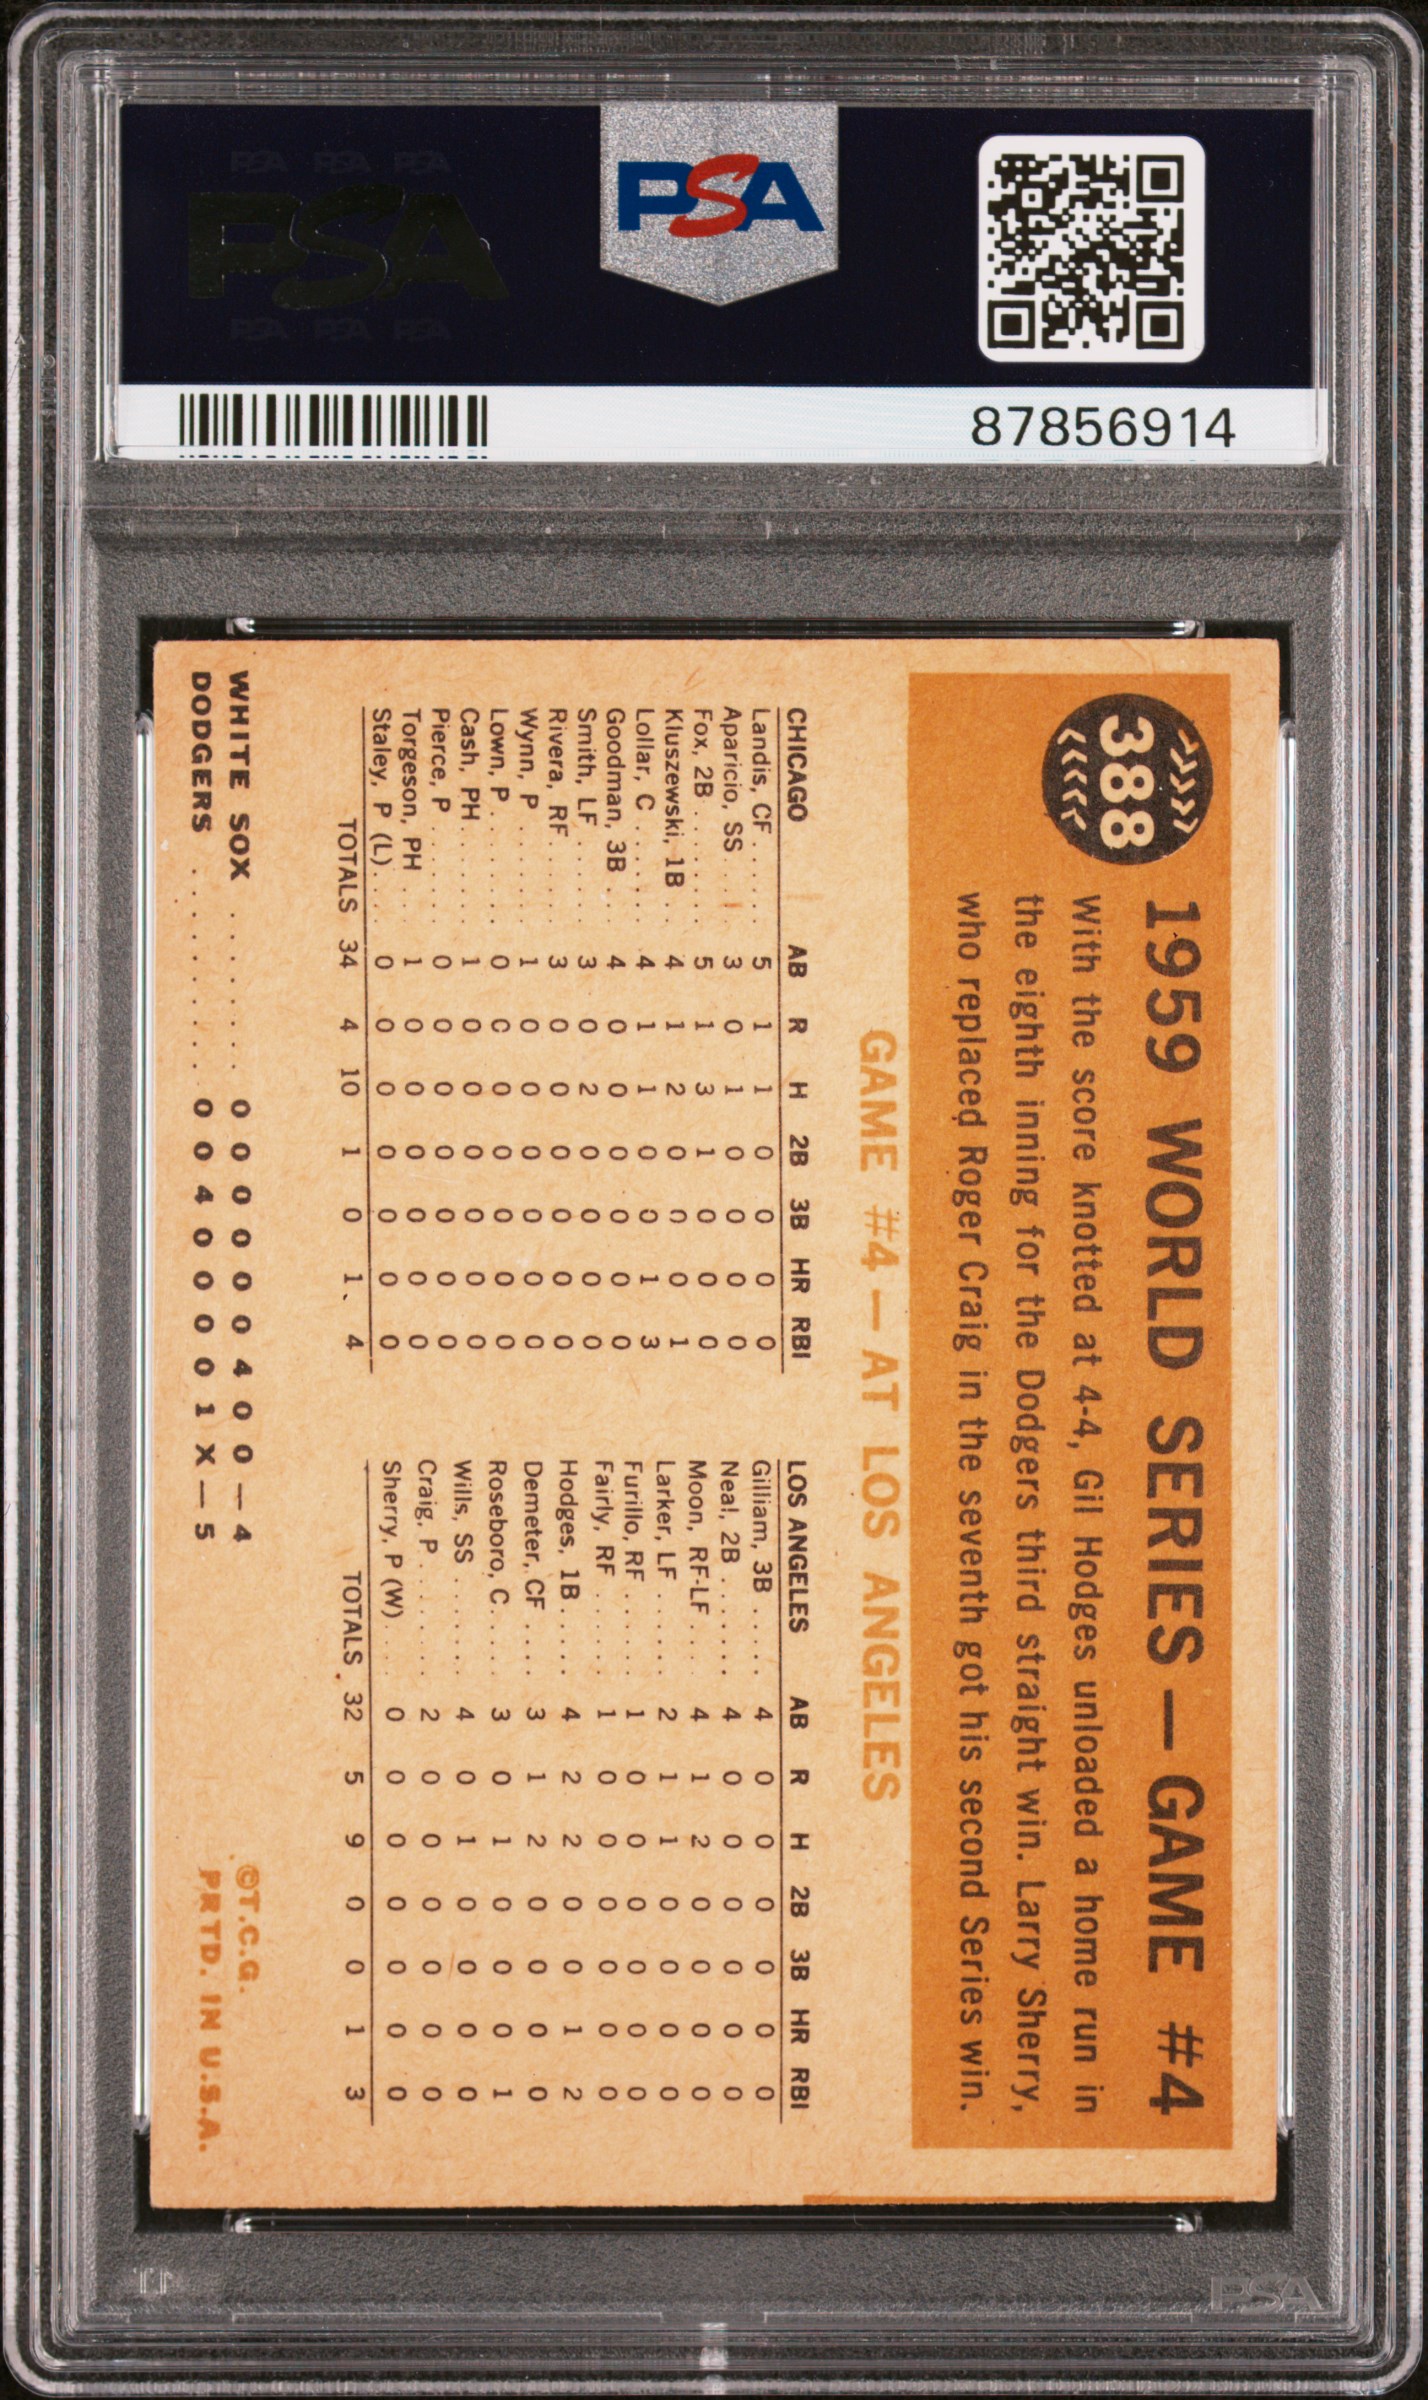 PSA PSA PSA
PSA
PSA PSA PSA
PSA
87856914
388
1959 WORLD SERIES — GAME #4
With the score knotted at 4-4, Gil Hodges unloaded a home run in
the eighth inning for the Dodgers third straight win. Larry Sherry,
who replaced Roger Craig in the seventh got his second Series win.
GAME #4 — AT LOS ANGELES
CHICAGO AB R H 2B 3B HR RBI
Landis, CF...... 5 1 1 0 0 0 0
Aparicio, SS.... 3 0 1 0 0 0 0
Fox, 2B........ 5 1 3 1 0 0 0
Kluszewski, 1B.. 4 1 2 0 0 0 1
Lollar, C....... 4 1 1 0 0 1 3
Goodman, 3B... 4 0 0 0 0 0 0
Smith, LF....... 3 0 2 0 0 0 0
Rivera, RF...... 3 0 0 0 0 0 0
Wynn, P....... 1 0 0 0 0 0 0
Lown, P........ 0 C 0 0 0 0 0
Cash, PH....... 1 0 0 0 0 0 0
Pierce, P....... 0 0 0 0 0 0 0
Torgeson, PH... 1 0 0 0 0 0 0
Staley, P (L).... 0 0 0 0 0 0 0
TOTALS 34 4 10 1 0 1 4
LOS ANGELES AB R H 2B 3B HR RBI
Gilliam, 3B..... 4 0 0 0 0 0 0
Neal, 2B....... 4 0 0 0 0 0 0
Moon, RF-LF.... 4 1 2 0 0 0 0
Larker, LF...... 2 1 1 0 0 0 0
Furillo, RF...... 1 0 0 0 0 0 0
Fairly, RF...... 1 0 0 0 0 0 0
Hodges, 1B..... 4 2 2 0 0 1 2
Demeter, CF.... 3 1 2 0 0 0 0
Roseboro, C.... 3 0 1 0 0 0 1
Wills, SS....... 4 0 1 0 0 0 0
Craig, P........ 2 0 0 0 0 0 0
Sherry, P (W).... 0 0 0 0 0 0 0
TOTALS 32 5 9 0 0 1 3
WHITE SOX ....... 0 0 0 0 0 0 4 0 0 — 4
DODGERS ......... 0 0 4 0 0 0 0 1 X — 5
©T.C.G.
PRTD. IN U.S.A.
PSA